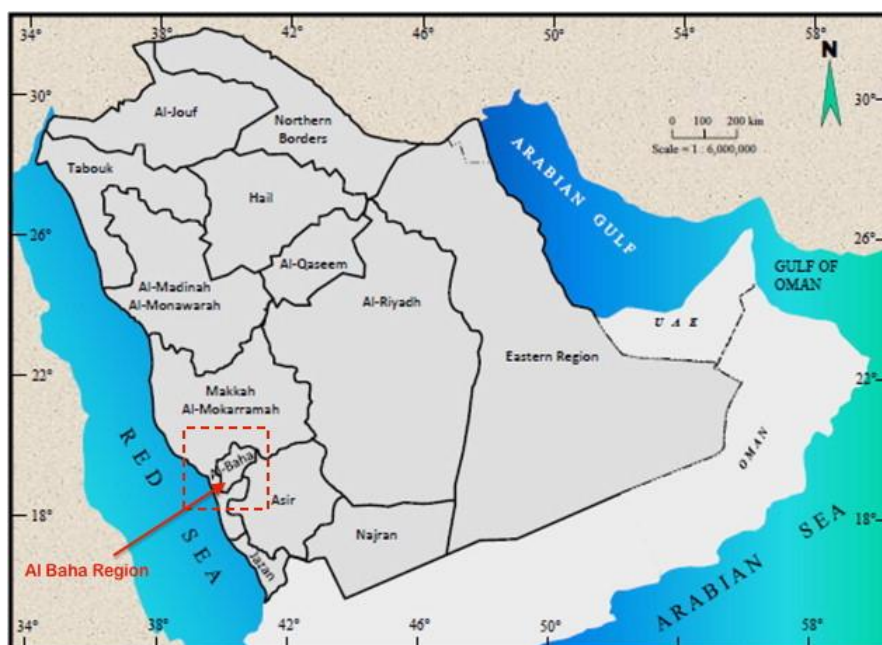 34°
38°
42°
46°
50°
54°
58°
N
30°
30°
0 100 200 km
Scale = 1 : 6,000,000
Al-Jouf
Northern
Borders
Tabouk
Hail
ARABIAN GULF
26°
26°
Al-Qaseem
GULF OF
OMAN
Al-Madinah
Al-Monawarah
Al-Riyadh
UAE
Eastern Region
22°
22°
Makkah
Al-Mokarramah
RED SEA
Al-Baha
OMAN
Asir
18°
18°
Najran
Al Baha Region
Jazan
ARABIAN SEA
34°
38°
42°
46°
50°
54°
58°